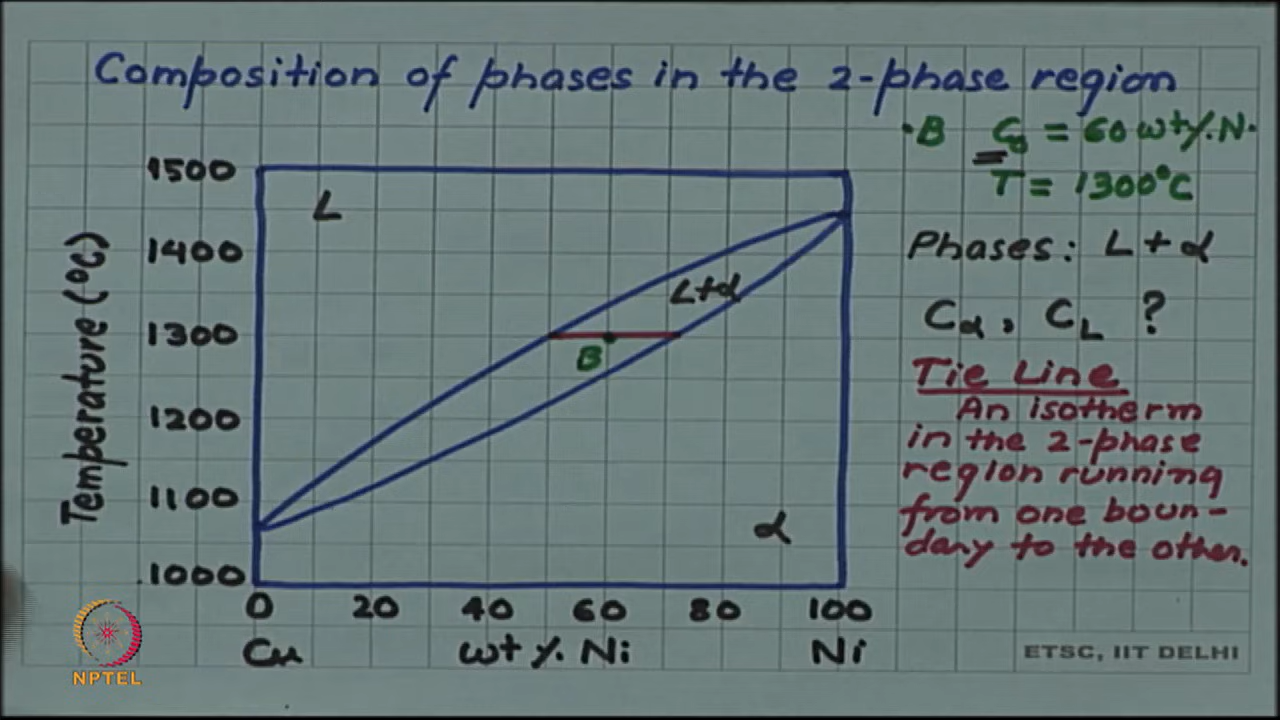 Composition of phases in the 2-phase region
• B C₀ = 60 wt%. N.
T = 1300°C
Phases: L + α
Cα, CL ?
Tie Line
An isotherm
in the 2-phase
region running
from one boun-
dary to the other.
Temperature (°C)
1500
1400
1300
1200
1100
1000
L
L+α
B
α
0 20 40 60 80 100
Cu wt %. Ni Ni
NPTEL
ETSC, IIT DELHI